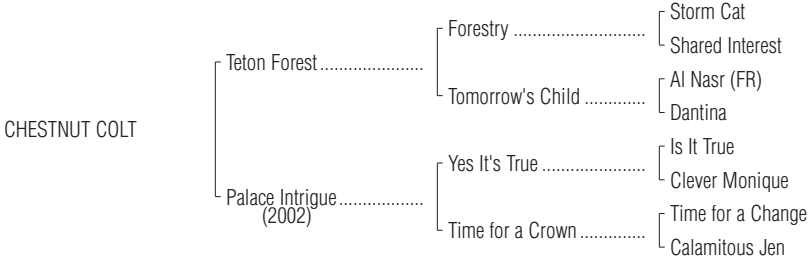 Storm Cat
Forestry
Shared Interest
Teton Forest
Al Nasr (FR)
Tomorrow's Child
Dantina
CHESTNUT COLT
Is It True
Yes It's True
Clever Monique
Palace Intrigue
(2002)
Time for a Change
Time for a Crown
Calamitous Jen